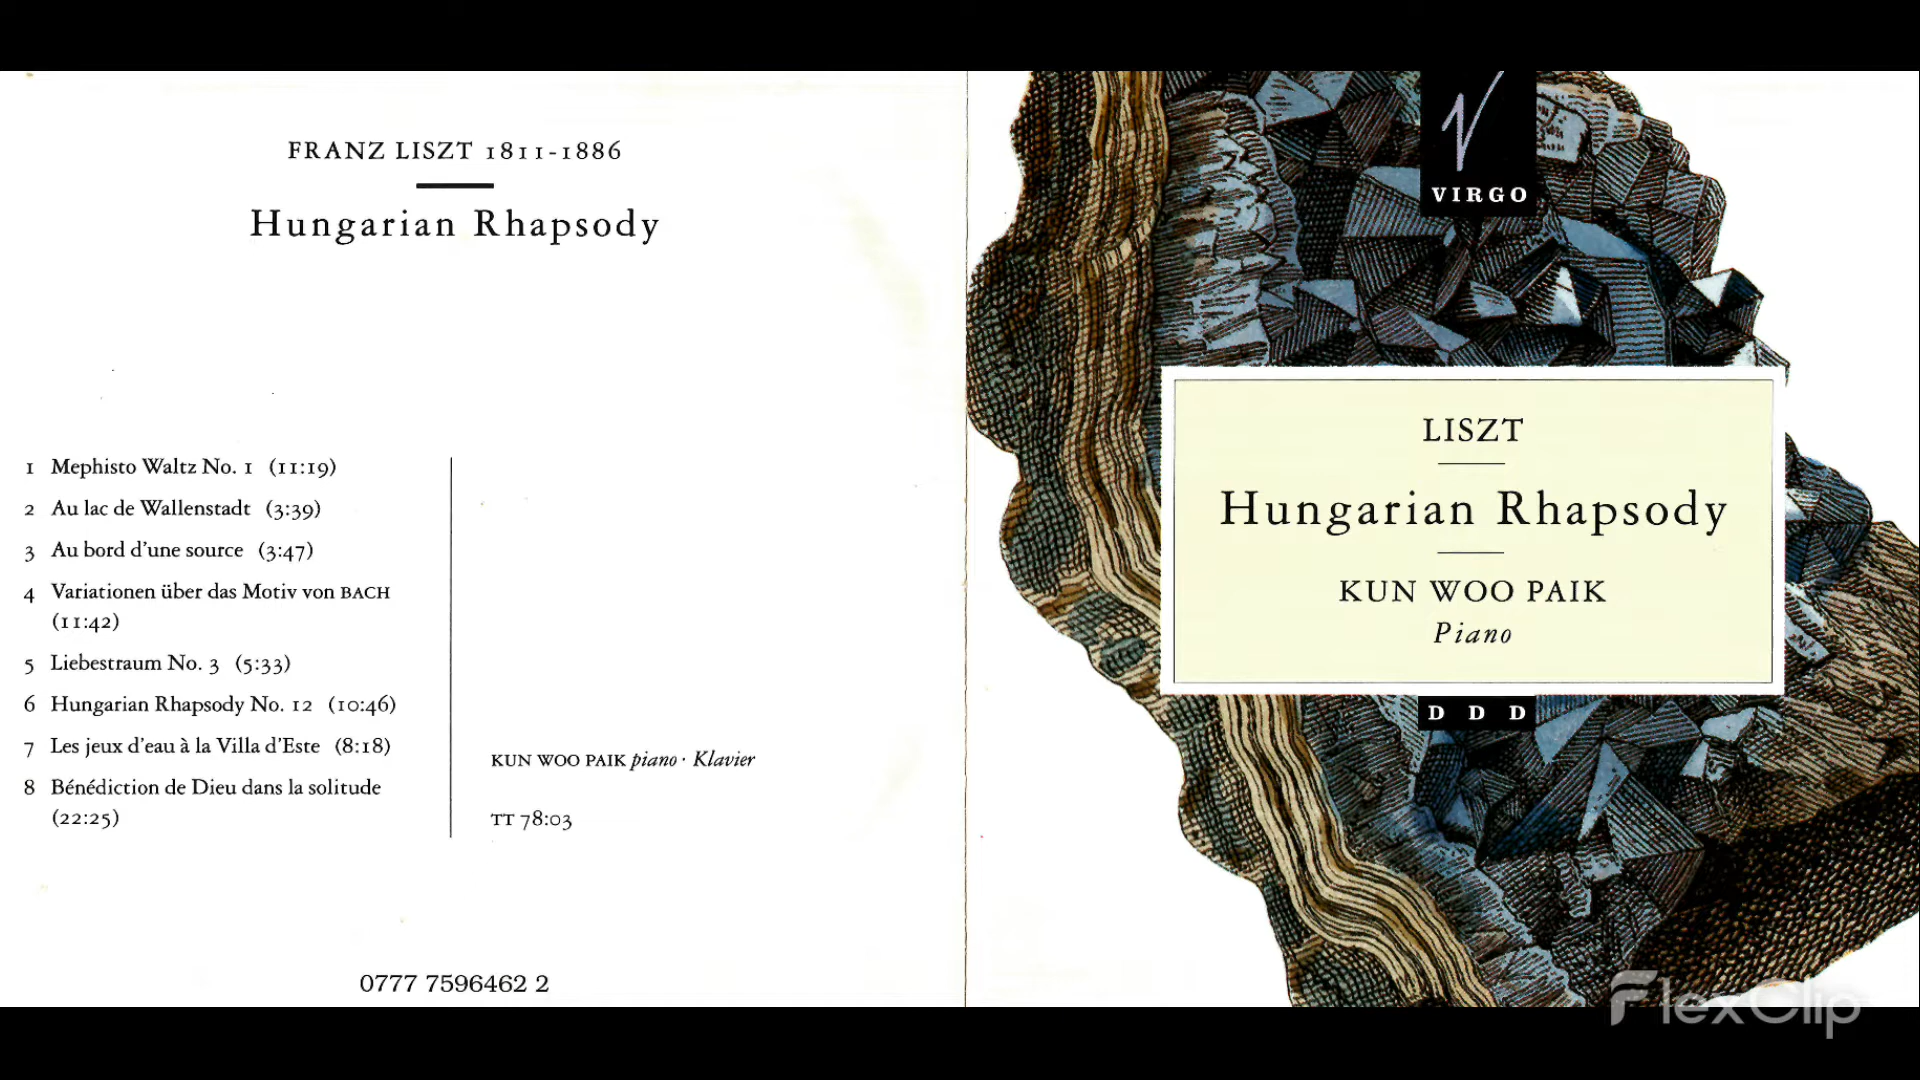 FRANZ LISZT 1811-1886
Hungarian Rhapsody
1 Mephisto Waltz No. 1 (11:19)
2 Au lac de Wallenstadt (3:39)
3 Au bord d'une source (3:47)
4 Variationen über das Motiv von BACH
(11:42)
5 Liebestraum No. 3 (5:33)
6 Hungarian Rhapsody No. 12 (10:46)
7 Les jeux d'eau à la Villa d'Este (8:18)
8 Bénédiction de Dieu dans la solitude
(22:25)
KUN WOO PAIK piano · Klavier
TT 78:03
0777 7596462 2
V
VIRGO
LISZT
Hungarian Rhapsody
KUN WOO PAIK
Piano
D D D
FlexClip